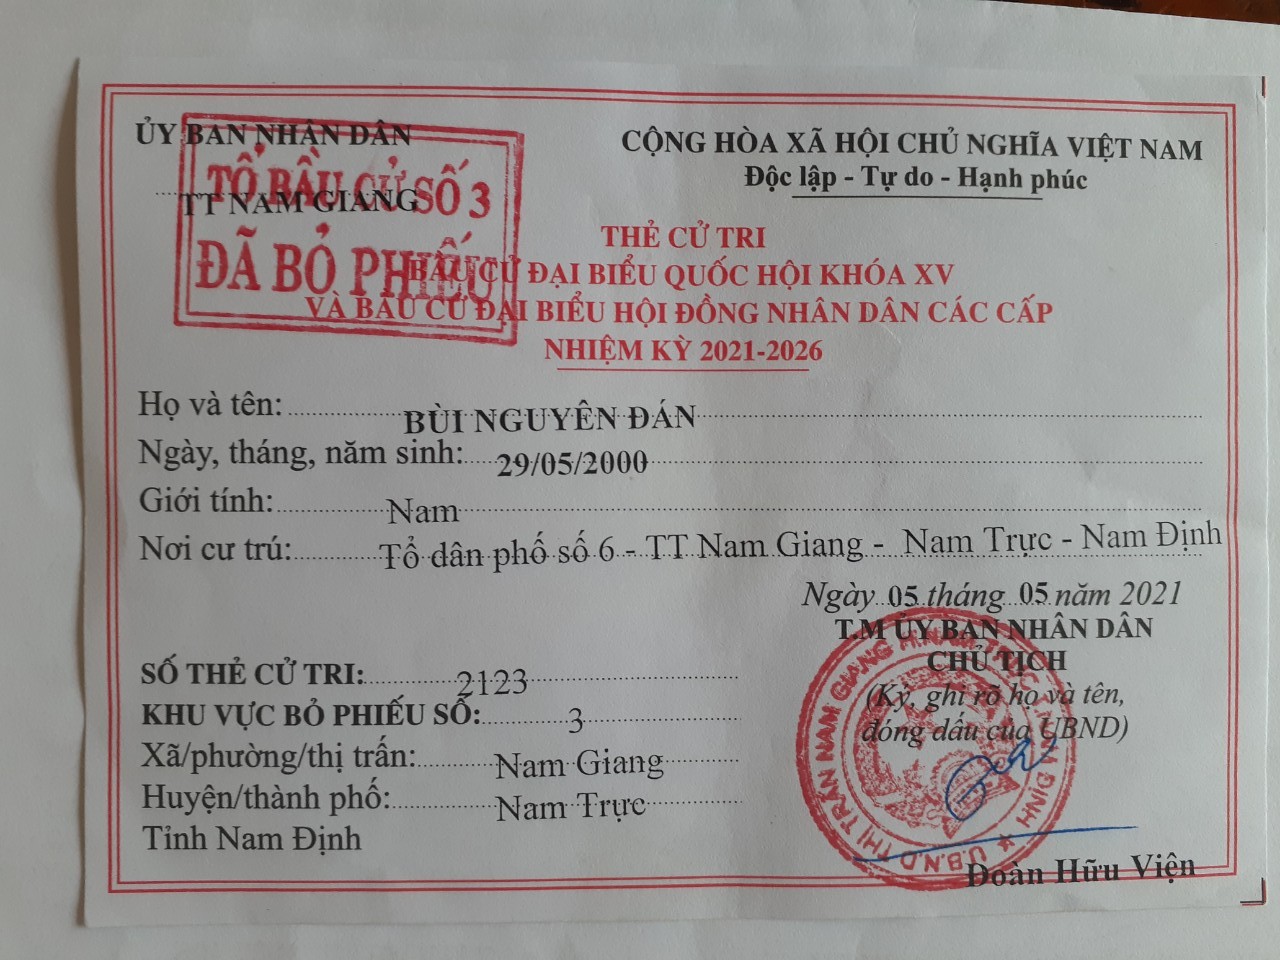 ỦY BAN NHÂN DÂN
TT NAM GIANG
TỔ BẦU CỬ SỐ 3
ĐÃ BỎ PHIẾU
CỘNG HÒA XÃ HỘI CHỦ NGHĨA VIỆT NAM
Độc lập - Tự do - Hạnh phúc
THẺ CỬ TRI
BẦU CỬ ĐẠI BIỂU QUỐC HỘI KHÓA XV
VÀ BẦU CỬ ĐẠI BIỂU HỘI ĐỒNG NHÂN DÂN CÁC CẤP
NHIỆM KỲ 2021-2026
Họ và tên: BÙI NGUYÊN ĐÁN
Ngày, tháng, năm sinh: 29/05/2000
Giới tính: Nam
Nơi cư trú: Tổ dân phố số 6 - TT Nam Giang - Nam Trực - Nam Định
Ngày 05 tháng 05 năm 2021
T.M ỦY BAN NHÂN DÂN
CHỦ TỊCH
(Ký, ghi rõ họ và tên,
đóng dấu của UBND)
SỐ THẺ CỬ TRI: 2123
KHU VỰC BỎ PHIẾU SỐ: 3
Xã/phường/thị trấn: Nam Giang
Huyện/thành phố: Nam Trực
Tỉnh Nam Định
U.B.N.D THỊ TRẤN NAM GIANG H. NAM TRỰC T. NAM ĐỊNH
Đoàn Hữu Viện